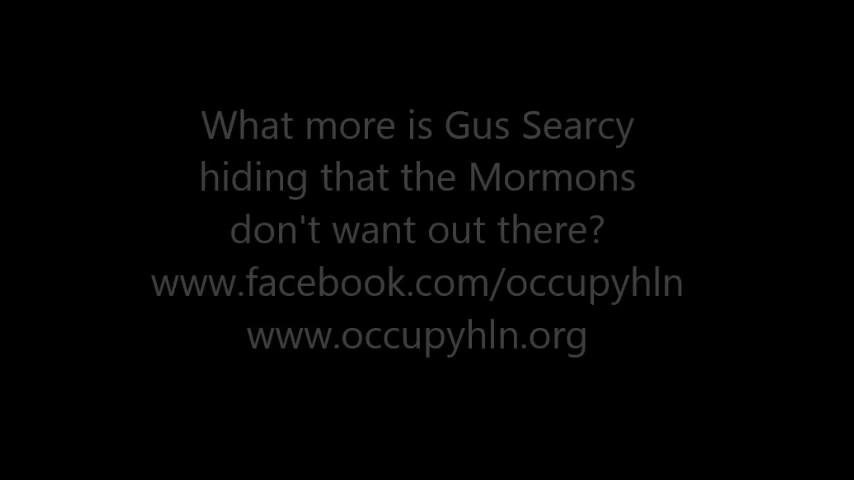 What more is Gus Searcy
hiding that the Mormons
don't want out there?
www.facebook.com/occupyhln
www.occupyhln.org